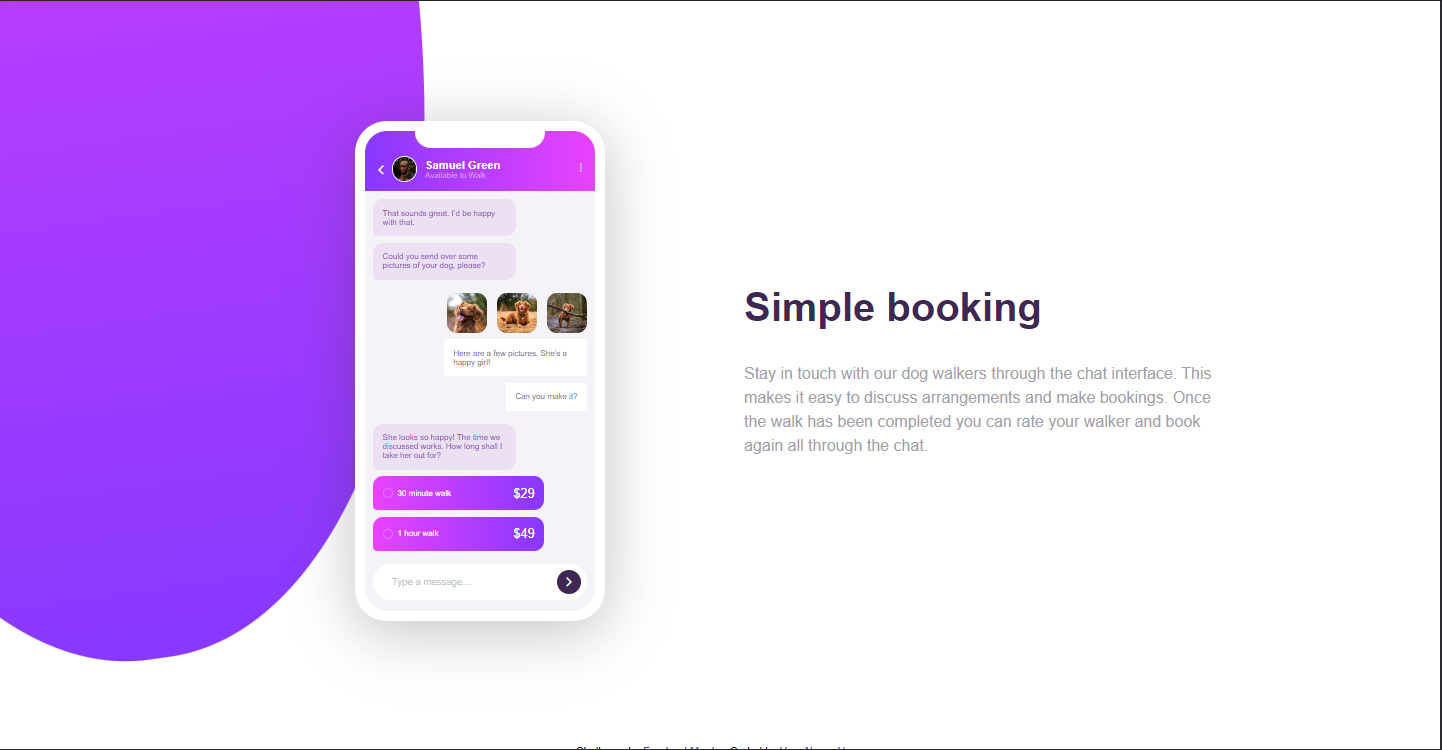 Samuel Green
Available to Walk
That sounds great. I'd be happy
with that.
Could you send over some
pictures of your dog, please?
Here are a few pictures. She's a
happy girl!
Can you make it?
She looks so happy! The time we
discussed works. How long shall I
take her out for?
30 minute walk
$29
1 hour walk
$49
Type a message…
Simple booking
Stay in touch with our dog walkers through the chat interface. This
makes it easy to discuss arrangements and make bookings. Once
the walk has been completed you can rate your walker and book
again all through the chat.